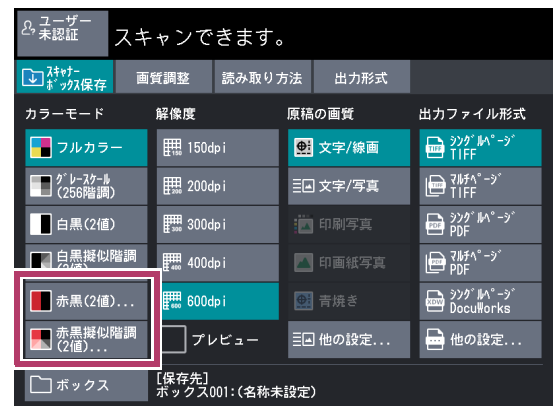 ユーザー
未認証
スキャンできます。
スキャナー
ボックス保存
画質調整
読み取り方法
出力形式
カラーモード
解像度
原稿の画質
出力ファイル形式
フルカラー
150dpi
文字/線画
シングルページ
TIFF
グレースケール
(256階調)
200dpi
文字/写真
マルチページ
TIFF
白黒(2値)
300dpi
印刷写真
シングルページ
PDF
白黒擬似階調
(2値)
400dpi
印画紙写真
マルチページ
PDF
赤黒(2値)...
600dpi
青焼き
シングルページ
DocuWorks
赤黒擬似階調
(2値)...
プレビュー
他の設定...
他の設定...
ボックス
[保存先]
ボックス001:(名称未設定)